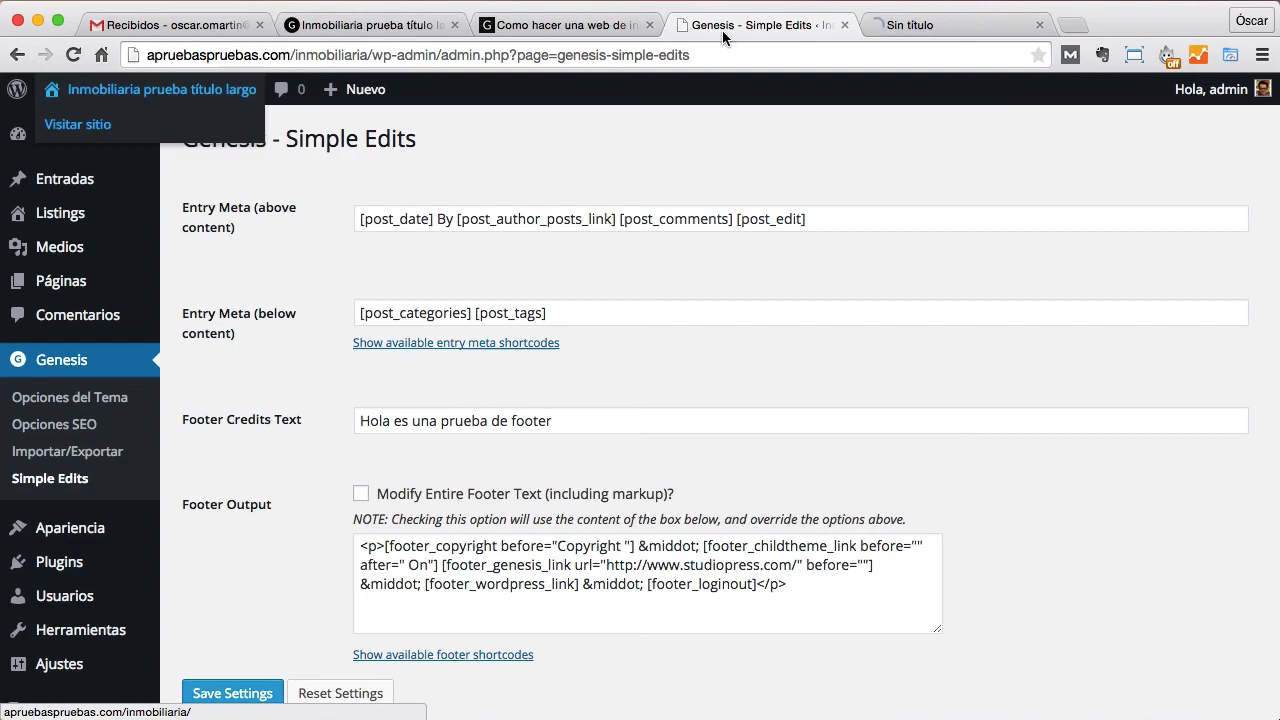 Recibidos - oscar.omartin@
Inmobiliaria prueba título la
Como hacer una web de in
Genesis - Simple Edits ‹ In
Sin título
Óscar
apruebaspruebas.com/inmobiliaria/wp-admin/admin.php?page=genesis-simple-edits
off
Inmobiliaria prueba título largo
0
Nuevo
Hola, admin
Visitar sitio
Genesis - Simple Edits
Entradas
Listings
Medios
Páginas
Comentarios
Genesis
Opciones del Tema
Opciones SEO
Importar/Exportar
Simple Edits
Apariencia
Plugins
Usuarios
Herramientas
Ajustes
Entry Meta (above
content)
[post_date] By [post_author_posts_link] [post_comments] [post_edit]
Entry Meta (below
content)
[post_categories] [post_tags]
Show available entry meta shortcodes
Footer Credits Text
Hola es una prueba de footer
Footer Output
Modify Entire Footer Text (including markup)?
NOTE: Checking this option will use the content of the box below, and override the options above.
<p>[footer_copyright before="Copyright "] &middot; [footer_childtheme_link before=""
after=" On"] [footer_genesis_link url="http://www.studiopress.com/" before=""]
&middot; [footer_wordpress_link] &middot; [footer_loginout]</p>
Show available footer shortcodes
Save Settings
Reset Settings
apruebaspruebas.com/inmobiliaria/